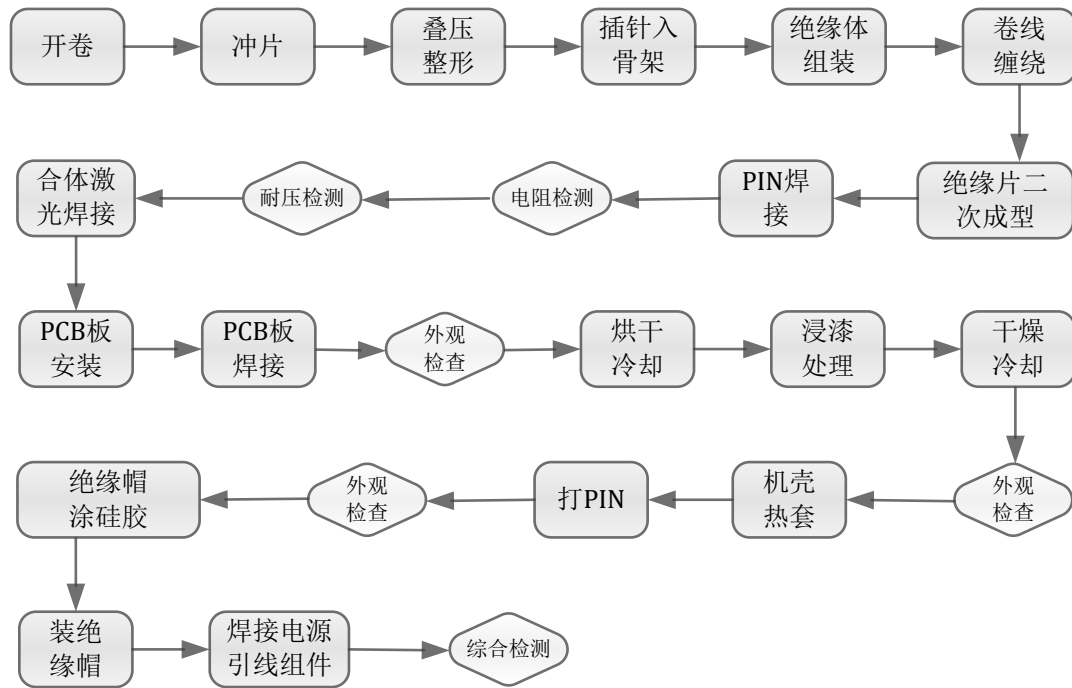 开卷
冲片
叠压
整形
插针入
骨架
绝缘体
组装
卷线
缠绕
绝缘片二
次成型
PIN焊
接
电阻检测
耐压检测
合体激
光焊接
PCB板
安装
PCB板
焊接
外观
检查
烘干
冷却
浸漆
处理
干燥
冷却
外观
检查
机壳
热套
打PIN
外观
检查
绝缘帽
涂硅胶
装绝
缘帽
焊接电源
引线组件
综合检测